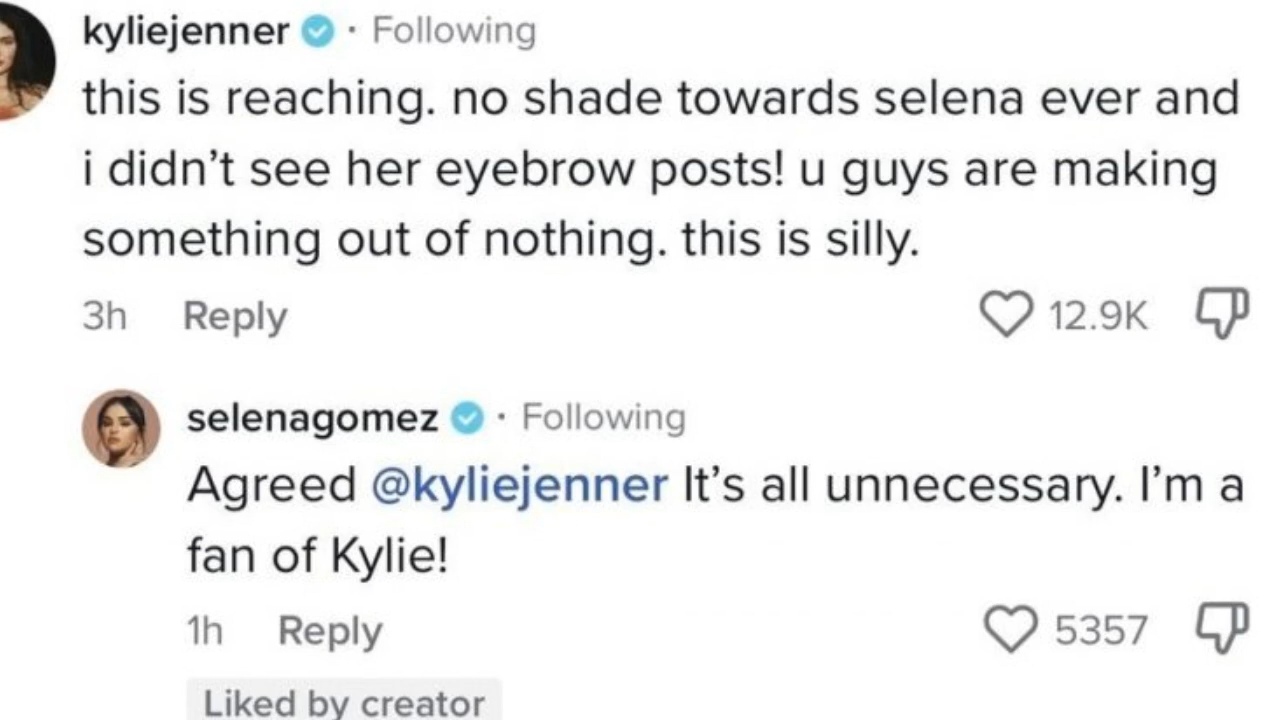 kyliejenner · Following
this is reaching. no shade towards selena ever and
i didn’t see her eyebrow posts! u guys are making
something out of nothing. this is silly.
3h Reply 12.9K
selenagomez · Following
Agreed @kyliejenner It’s all unnecessary. I’m a
fan of Kylie!
1h Reply 5357
Liked by creator